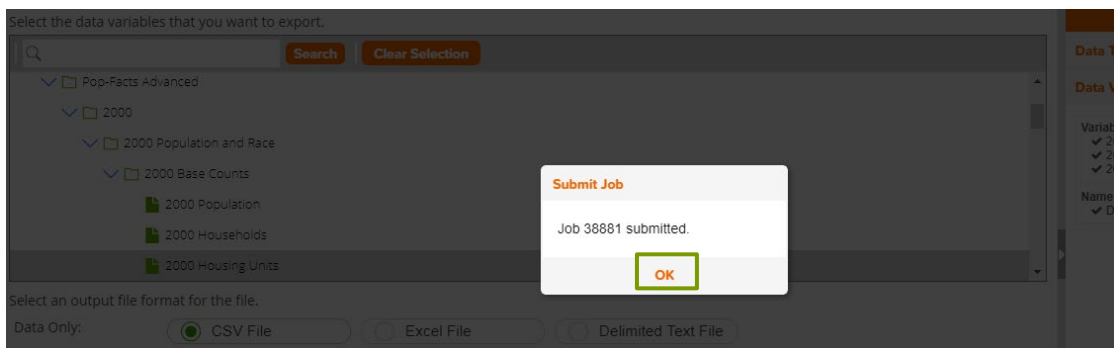 Select the data variables that you want to export.
Search Clear Selection
Pop-Facts Advanced
2000
2000 Population and Race
2000 Base Counts
2000 Population
2000 Households
2000 Housing Units
Select an output file format for the file.
Data Only: CSV File Excel File Delimited Text File
Submit Job
Job 38881 submitted.
OK
Data
Data
Name